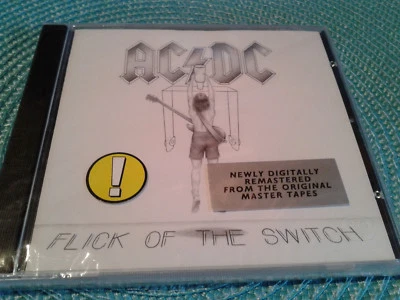 AC⚡DC
!
NEWLY DIGITALLY
REMASTERED
FROM THE ORIGINAL
MASTER TAPES
FLICK OF THE SWITCH